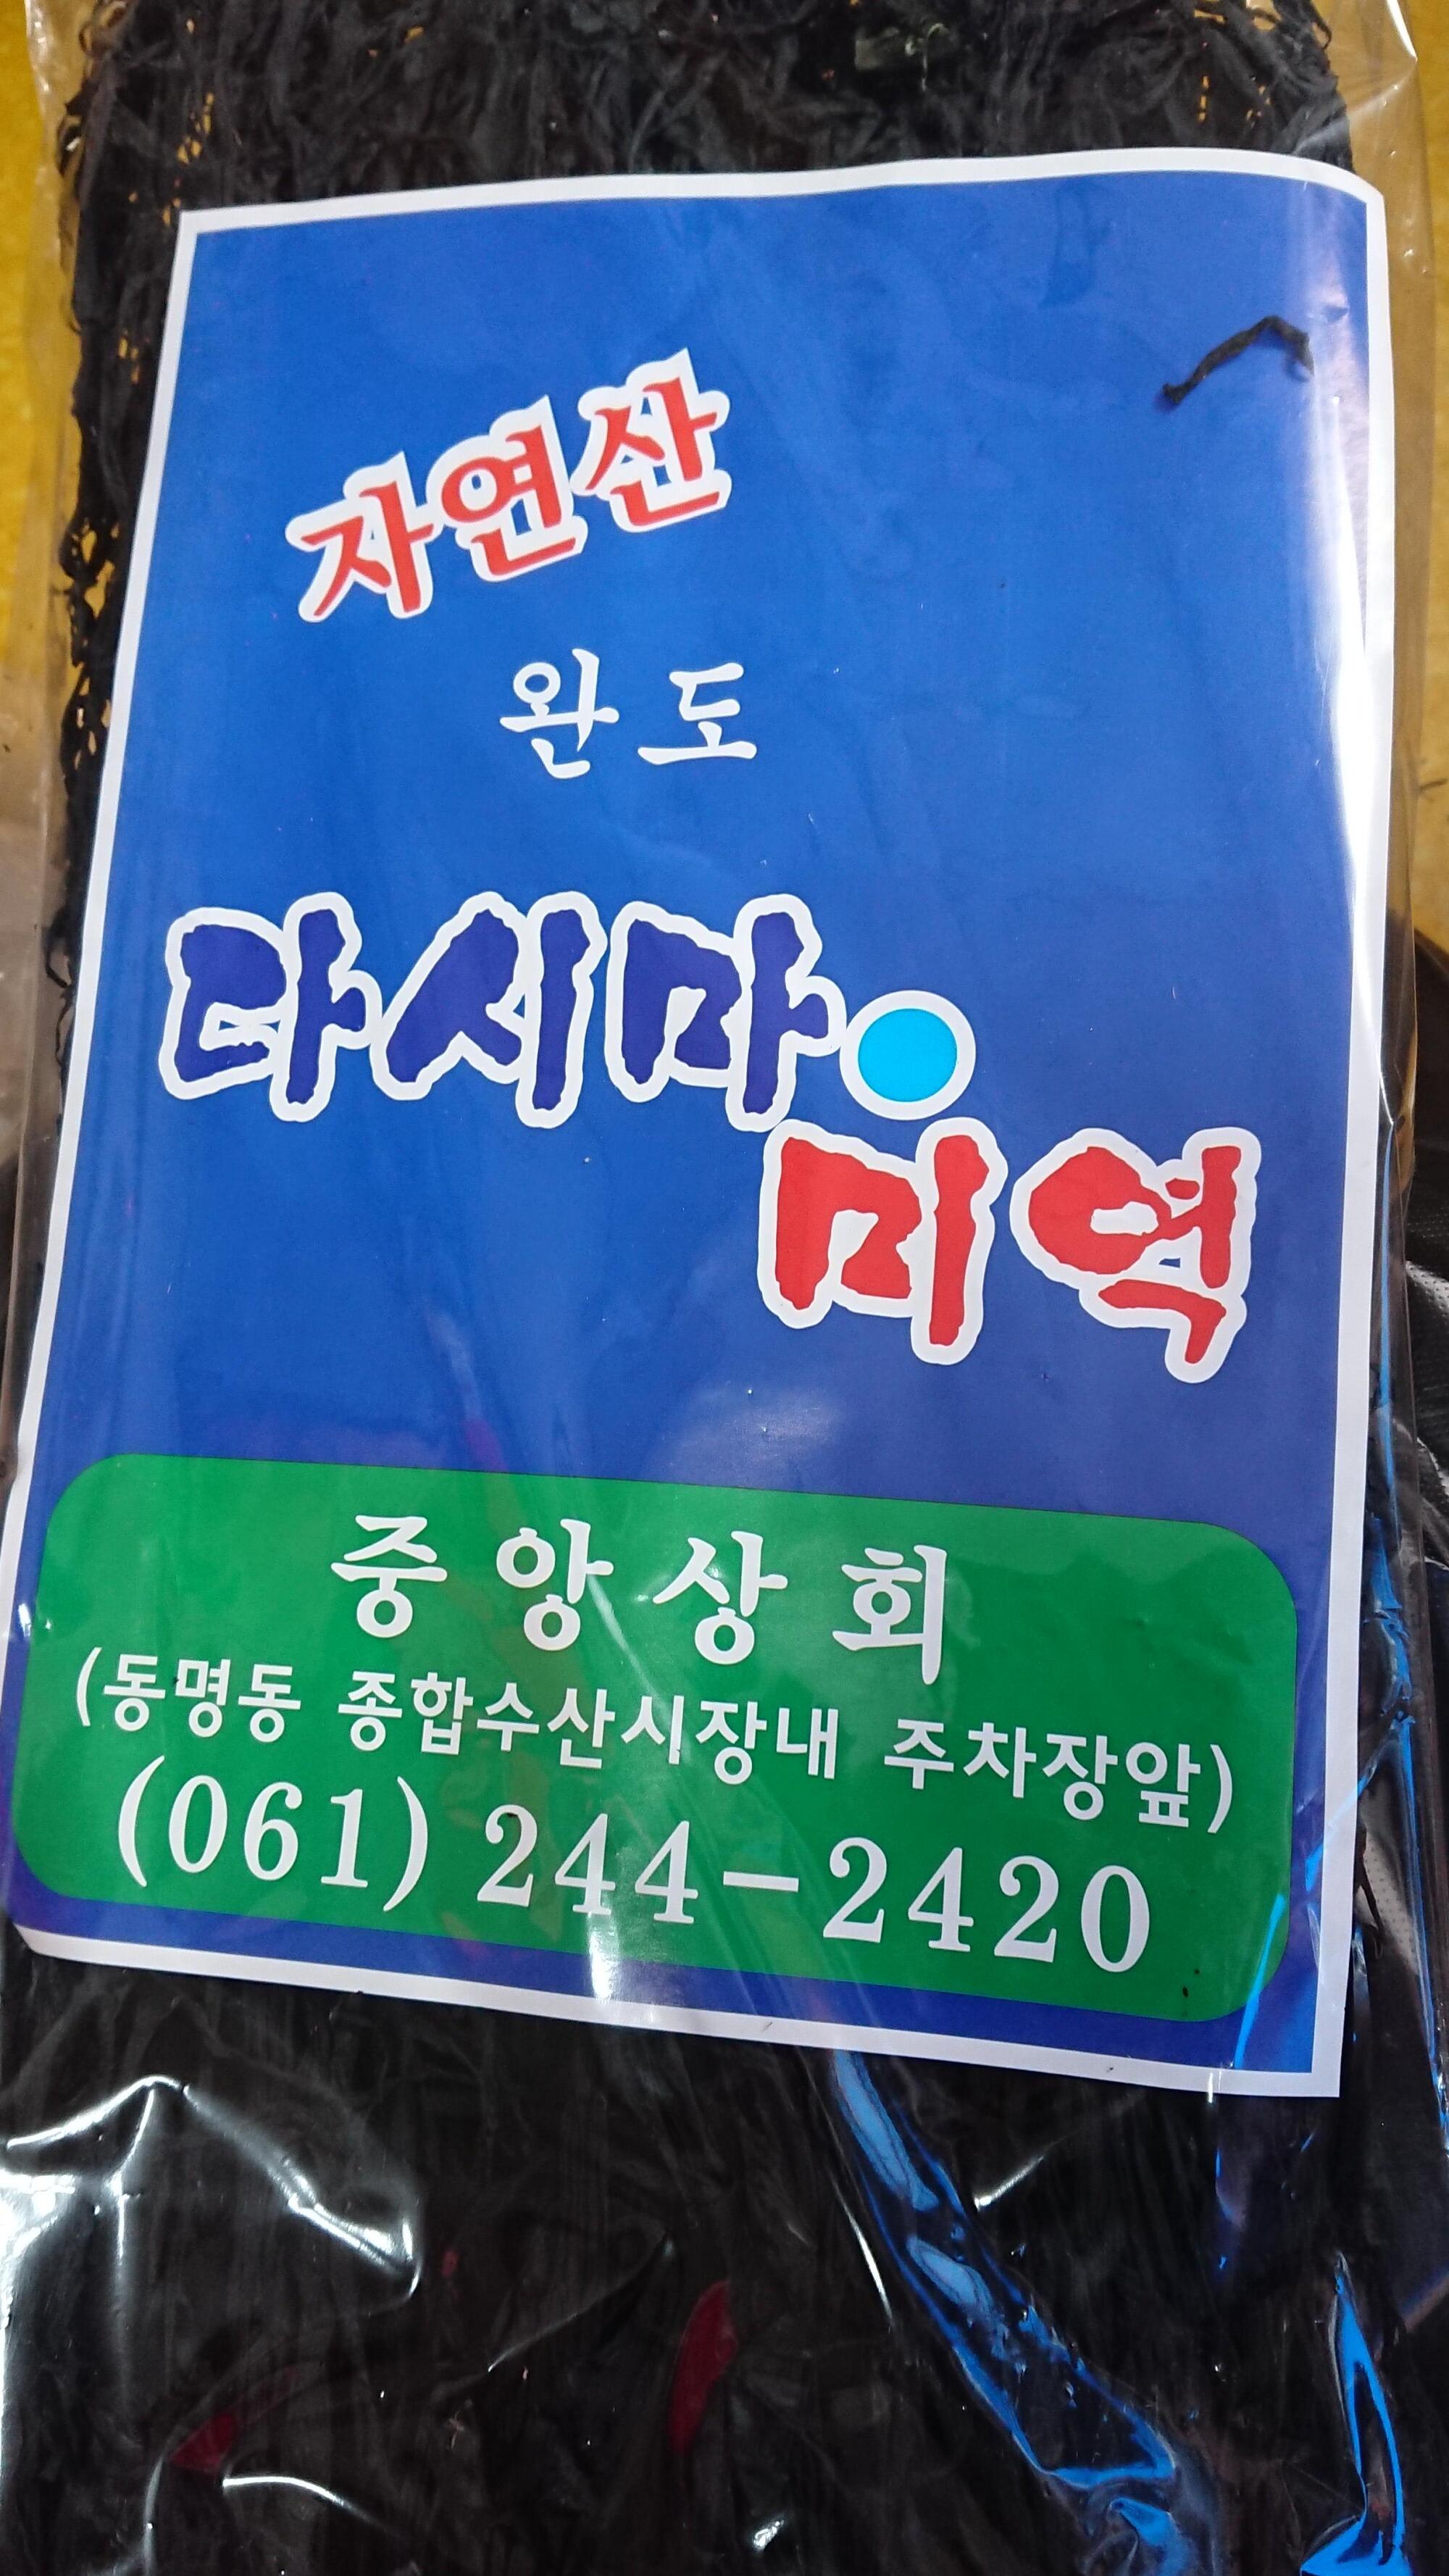 자연산
완도
다시마·
미역
중앙상회
(동명동 종합수산시장내 주차장앞)
(061) 244-2420